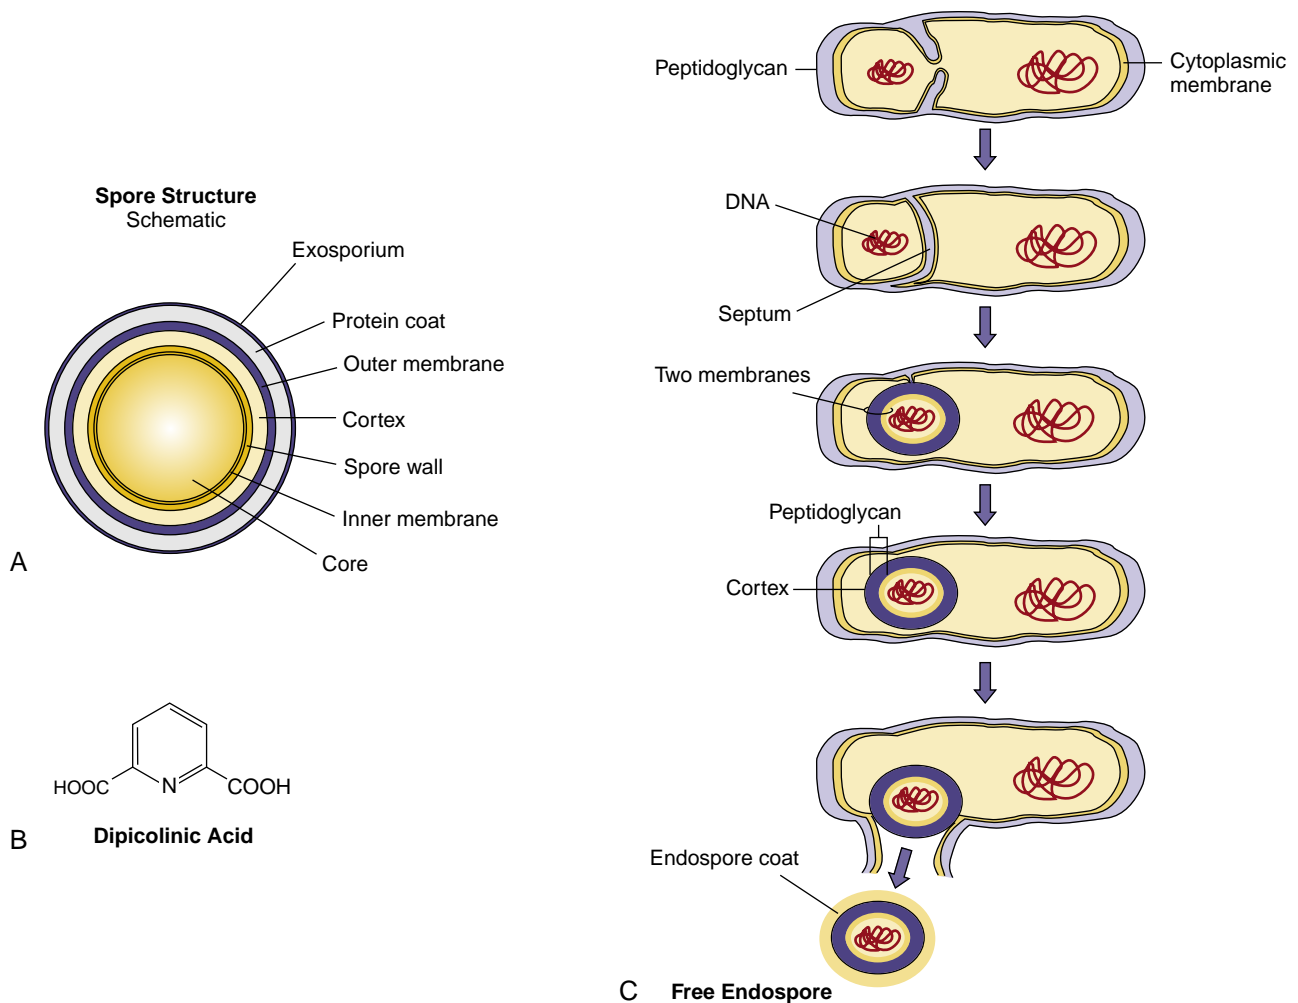 Spore Structure
Schematic
Exosporium
Protein coat
Outer membrane
Cortex
Spore wall
Inner membrane
Core
A
HOOC
N
COOH
B
Dipicolinic Acid
Peptidoglycan
Cytoplasmic
membrane
DNA
Septum
Two membranes
Peptidoglycan
Cortex
Endospore coat
C
Free Endospore